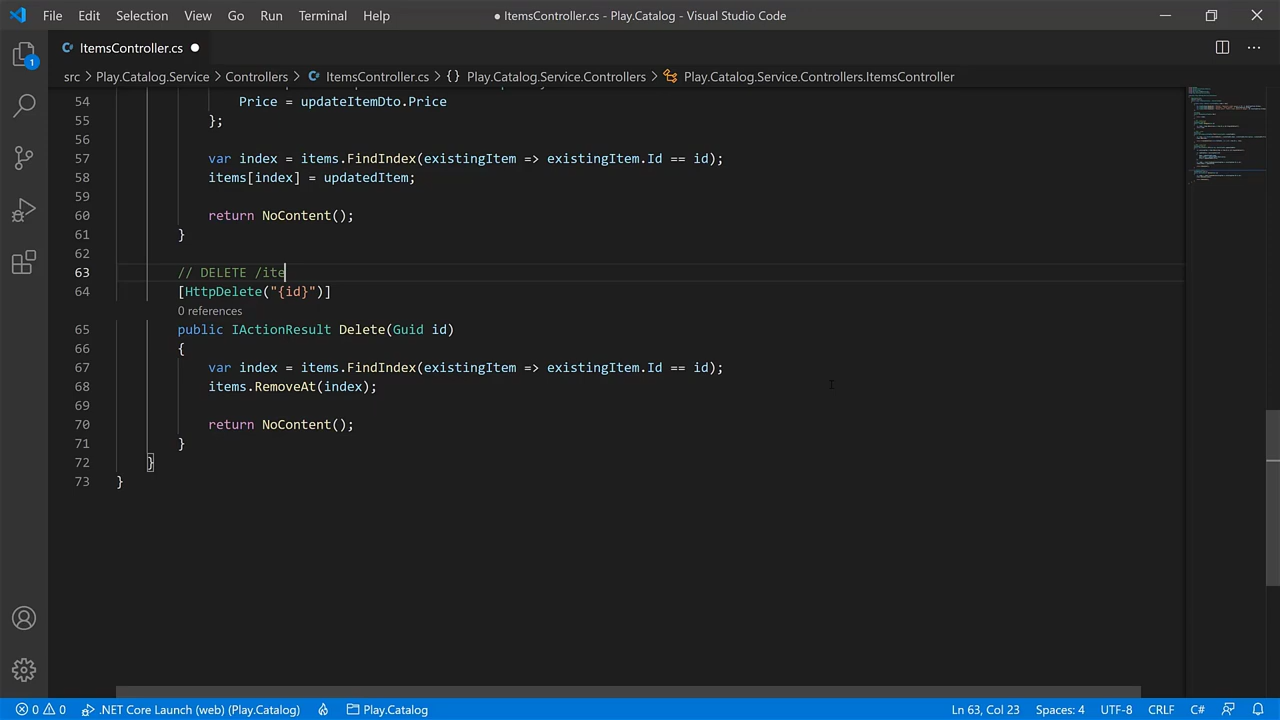 File Edit Selection View Go Run Terminal Help ● ItemsController.cs - Play.Catalog - Visual Studio Code
ItemsController.cs ●
src > Play.Catalog.Service > Controllers > ItemsController.cs > {} Play.Catalog.Service.Controllers > Play.Catalog.Service.Controllers.ItemsController
54 Price = updateItemDto.Price
55 };
56
57 var index = items.FindIndex(existingItem => existingItem.Id == id);
58 items[index] = updatedItem;
59
60 return NoContent();
61 }
62
63 // DELETE /ite
64 [HttpDelete("{id}")]
0 references
65 public IActionResult Delete(Guid id)
66 {
67 var index = items.FindIndex(existingItem => existingItem.Id == id);
68 items.RemoveAt(index);
69
70 return NoContent();
71 }
72 }
73 }
1
0 0 .NET Core Launch (web) (Play.Catalog) Play.Catalog Ln 63, Col 23 Spaces: 4 UTF-8 CRLF C#